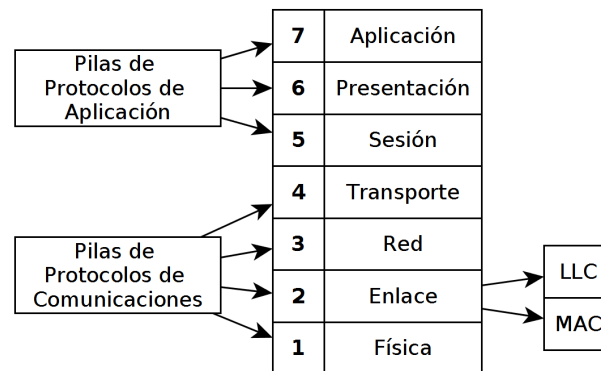 7 Aplicación
Pilas de
Protocolos de
Aplicación
6 Presentación
5 Sesión
4 Transporte
Pilas de
Protocolos de
Comunicaciones
3 Red
2 Enlace
LLC
MAC
1 Física